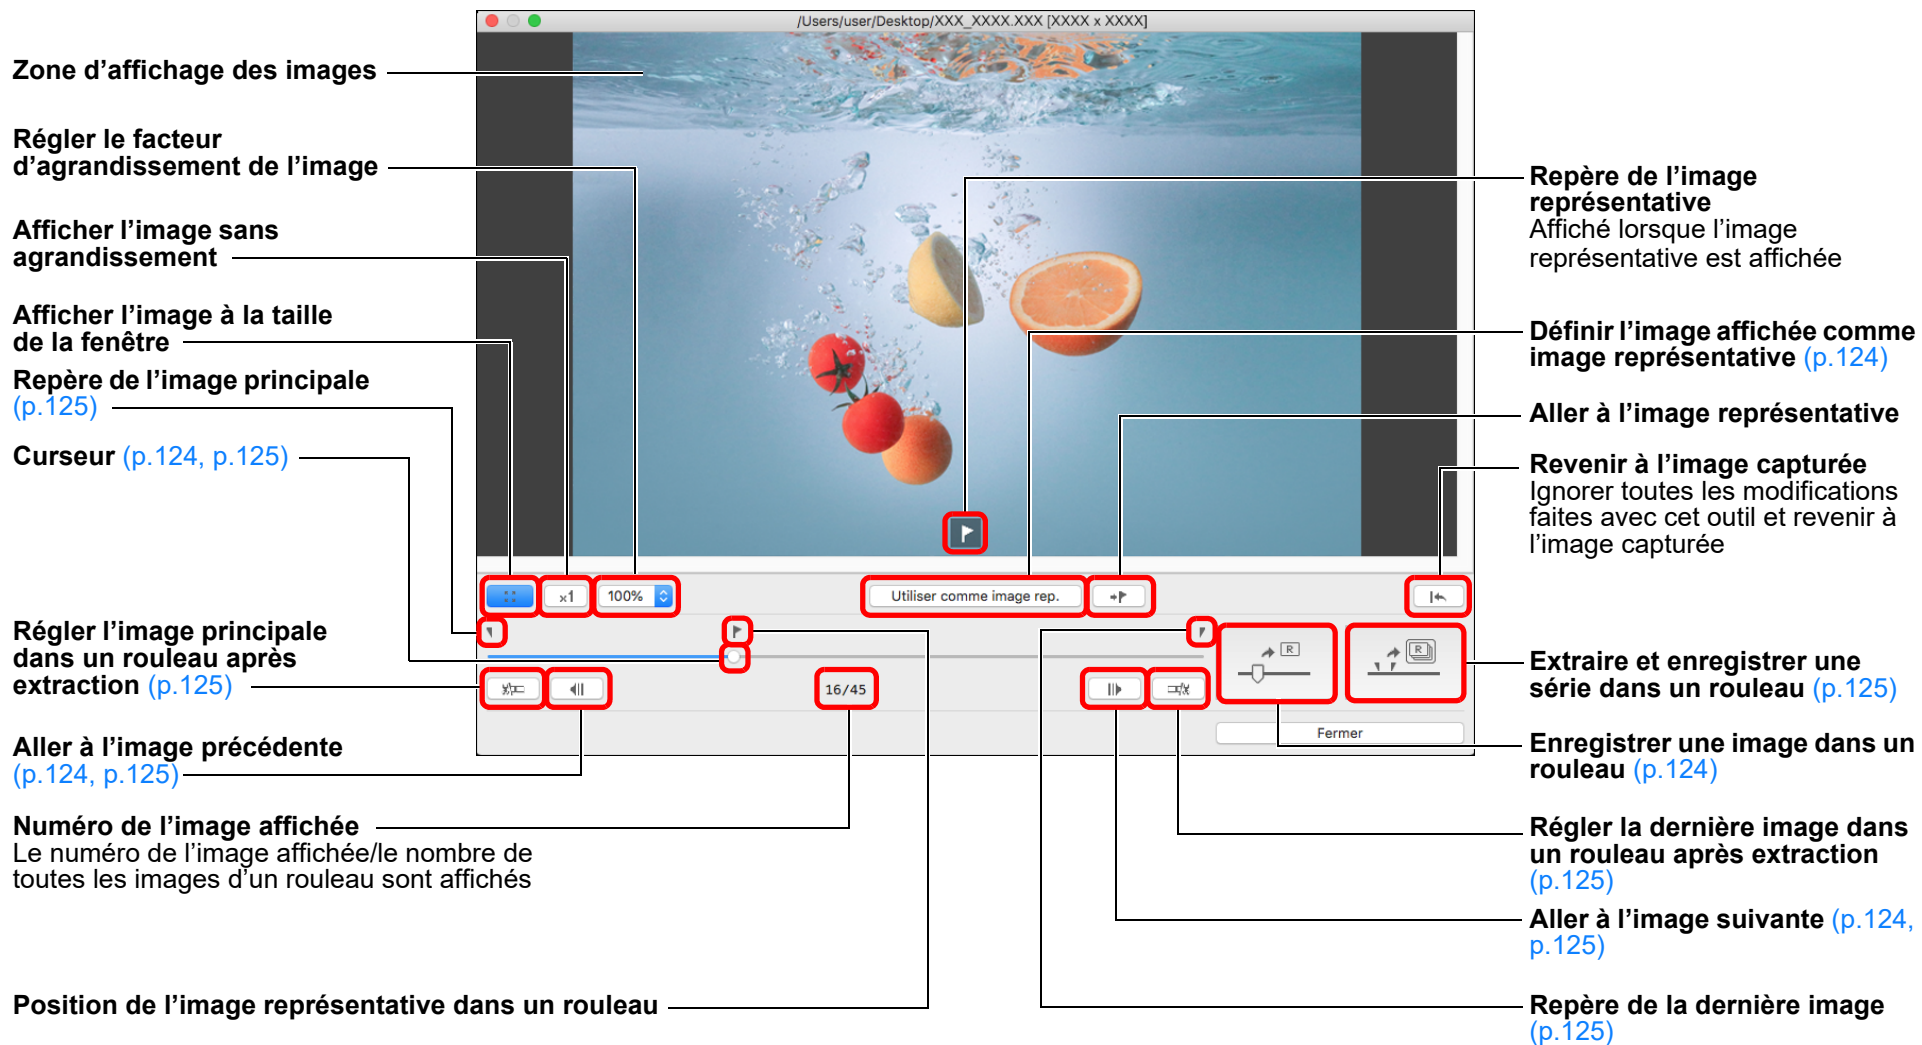 /Users/user/Desktop/XXX_XXXX.XXX [XXXX x XXXX]
Zone d’affichage des images
Régler le facteur
d’agrandissement de l’image
Afficher l’image sans
agrandissement
Afficher l’image à la taille
de la fenêtre
Repère de l’image principale
(p.125)
Curseur (p.124, p.125)
Régler l’image principale
dans un rouleau après
extraction (p.125)
Aller à l’image précédente
(p.124, p.125)
Numéro de l’image affichée
Le numéro de l’image affichée/le nombre de
toutes les images d’un rouleau sont affichés
Position de l’image représentative dans un rouleau
x1
100%
Utiliser comme image rep.
16/45
R
R
Fermer
Repère de l’image
représentative
Affiché lorsque l’image
représentative est affichée
Définir l’image affichée comme
image représentative (p.124)
Aller à l’image représentative
Revenir à l’image capturée
Ignorer toutes les modifications
faites avec cet outil et revenir à
l’image capturée
Extraire et enregistrer une
série dans un rouleau (p.125)
Enregistrer une image dans un
rouleau (p.124)
Régler la dernière image dans
un rouleau après extraction
(p.125)
Aller à l’image suivante (p.124,
p.125)
Repère de la dernière image
(p.125)